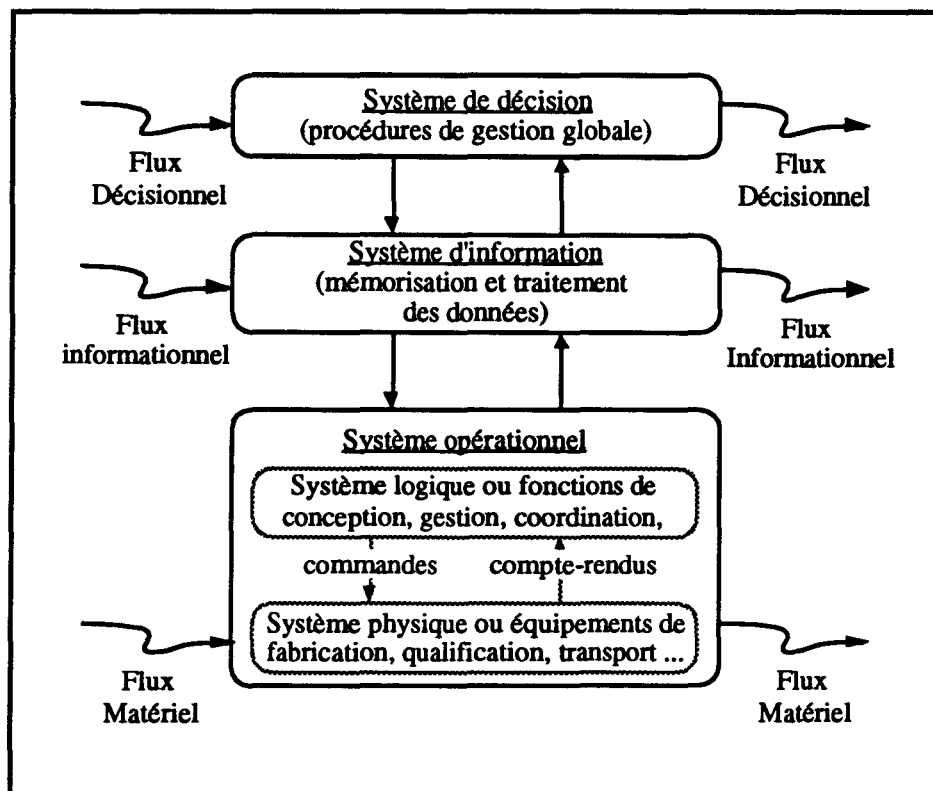 Système de décision
(procédures de gestion globale)
Flux
Décisionnel
Flux
Décisionnel
Système d'information
(mémorisation et traitement
des données)
Flux
informationnel
Flux
Informationnel
Système opérationnel
Système logique ou fonctions de
conception, gestion, coordination,
commandes
compte-rendus
Système physique ou équipements de
fabrication, qualification, transport ...
Flux
Matériel
Flux
Matériel